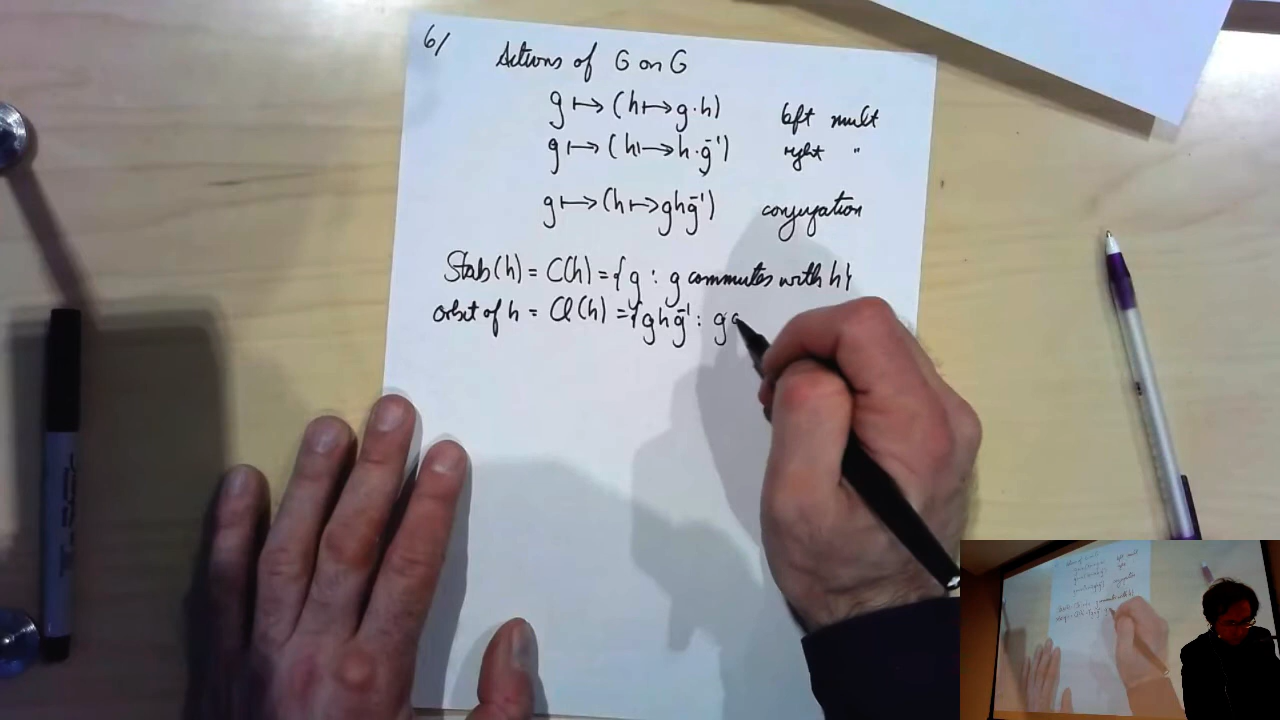 6/ Actions of G on G
g ↦ (h ↦ g·h) left mult
g ↦ (h ↦ h·g⁻¹) right "
g ↦ (h ↦ ghg⁻¹) conjugation
Stab(h) = C(h) = {g : g commutes with h}
orbit of h = Cl(h) = {ghg⁻¹ : g